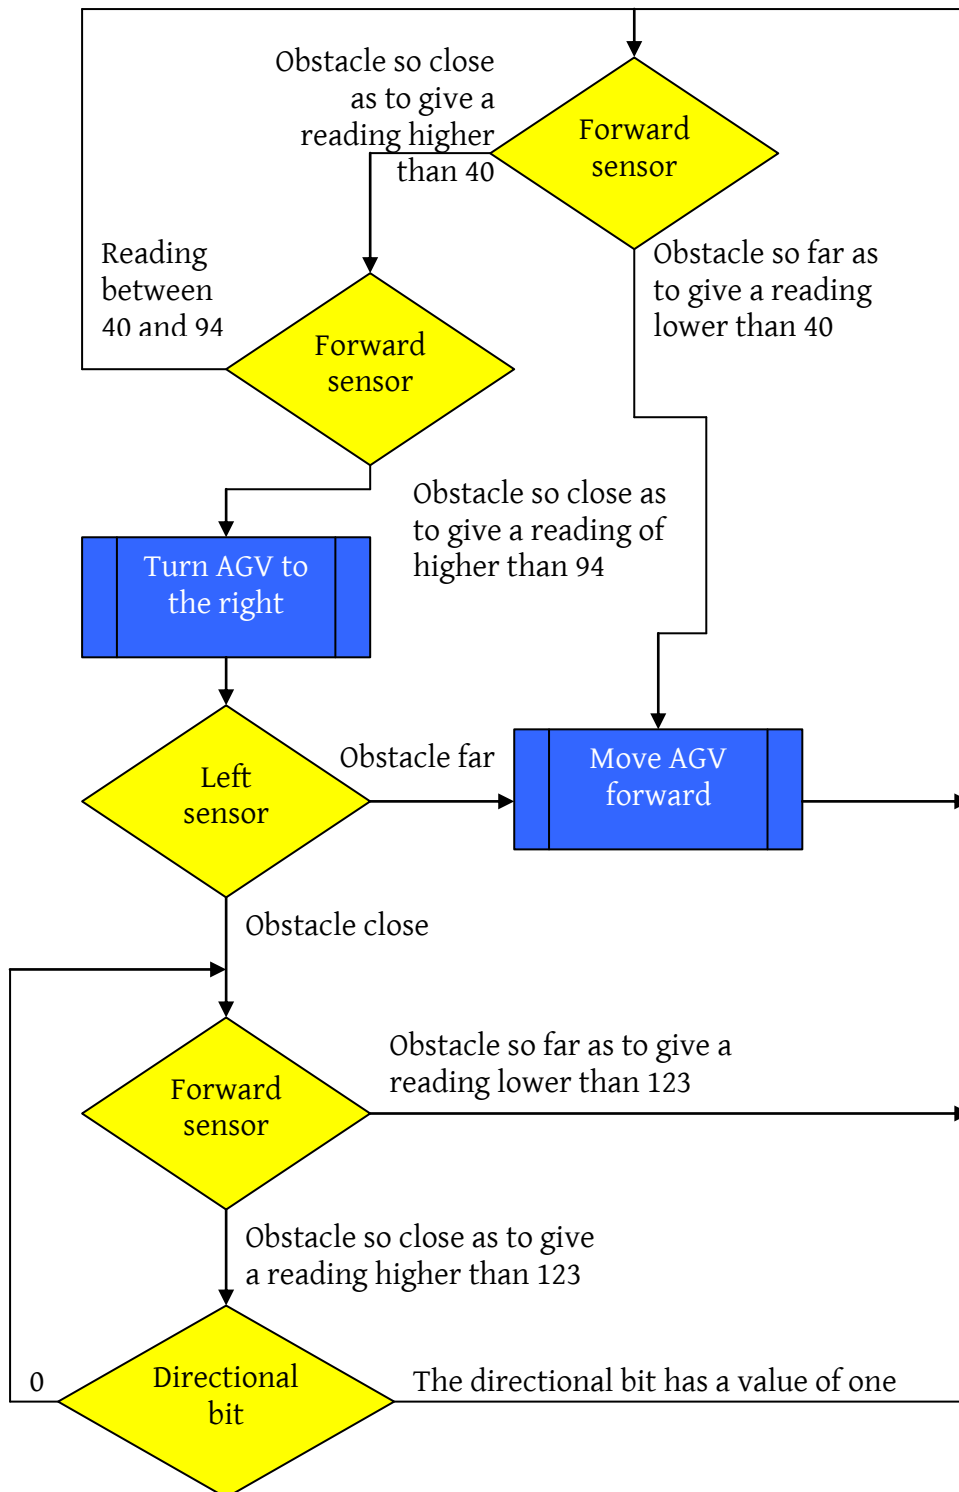 Obstacle so close
as to give a
reading higher
than 40
Forward
sensor
Reading
between
40 and 94
Obstacle so far as
to give a reading
lower than 40
Forward
sensor
Obstacle so close as
to give a reading of
higher than 94
Turn AGV to
the right
Obstacle far
Move AGV
forward
Left
sensor
Obstacle close
Obstacle so far as to give a
reading lower than 123
Forward
sensor
Obstacle so close as to give
a reading higher than 123
0
Directional
bit
The directional bit has a value of one